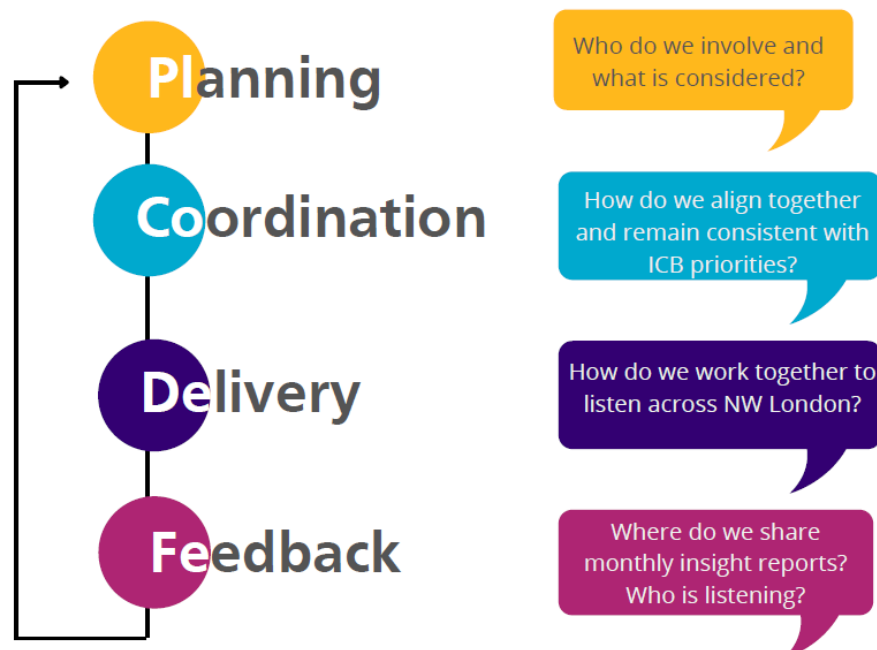 Planning
Who do we involve and
what is considered?
Coordination
How do we align together
and remain consistent with
ICB priorities?
Delivery
How do we work together to
listen across NW London?
Feedback
Where do we share
monthly insight reports?
Who is listening?